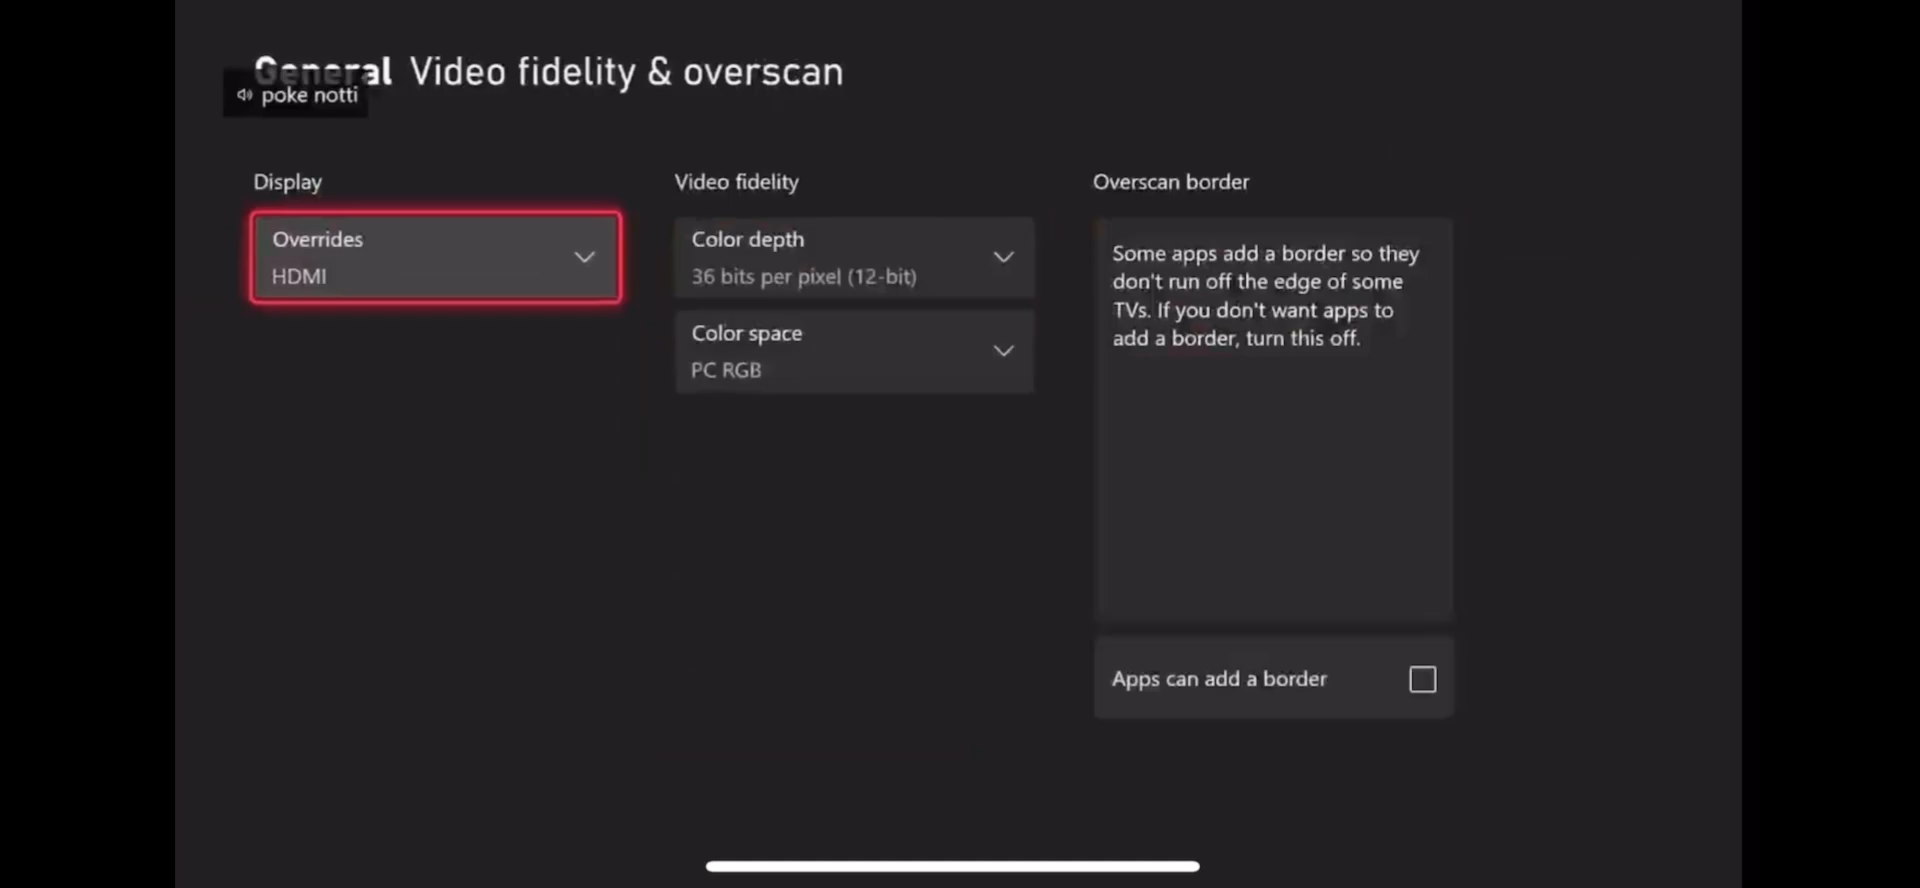 General Video fidelity & overscan
poke notti
Display
Overrides
HDMI
Video fidelity
Color depth
36 bits per pixel (12-bit)
Color space
PC RGB
Overscan border
Some apps add a border so they
don't run off the edge of some
TVs. If you don't want apps to
add a border, turn this off.
Apps can add a border